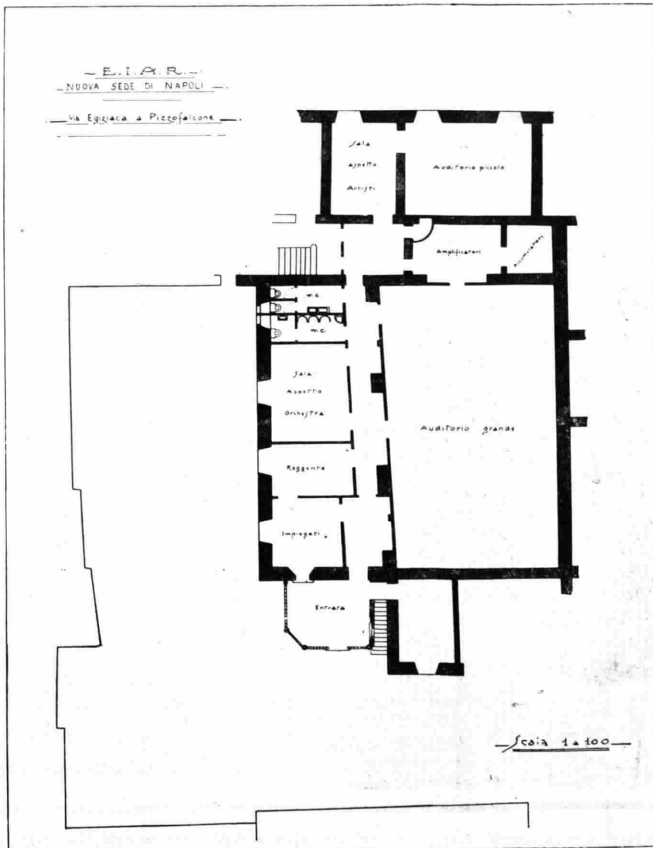 E.I.A.R.
NUOVA SEDE DI NAPOLI
Via Egiziaca a Pizzofalcone
Sala
Aspetto
Artisti
Auditorio piccolo
Amplificatori
Accumulatori
W.C.
W.C.
Sala
Aspetto
Orchestra
Auditorio grande
Reggente
Impiegati
Entrata
Scala 1 a 100